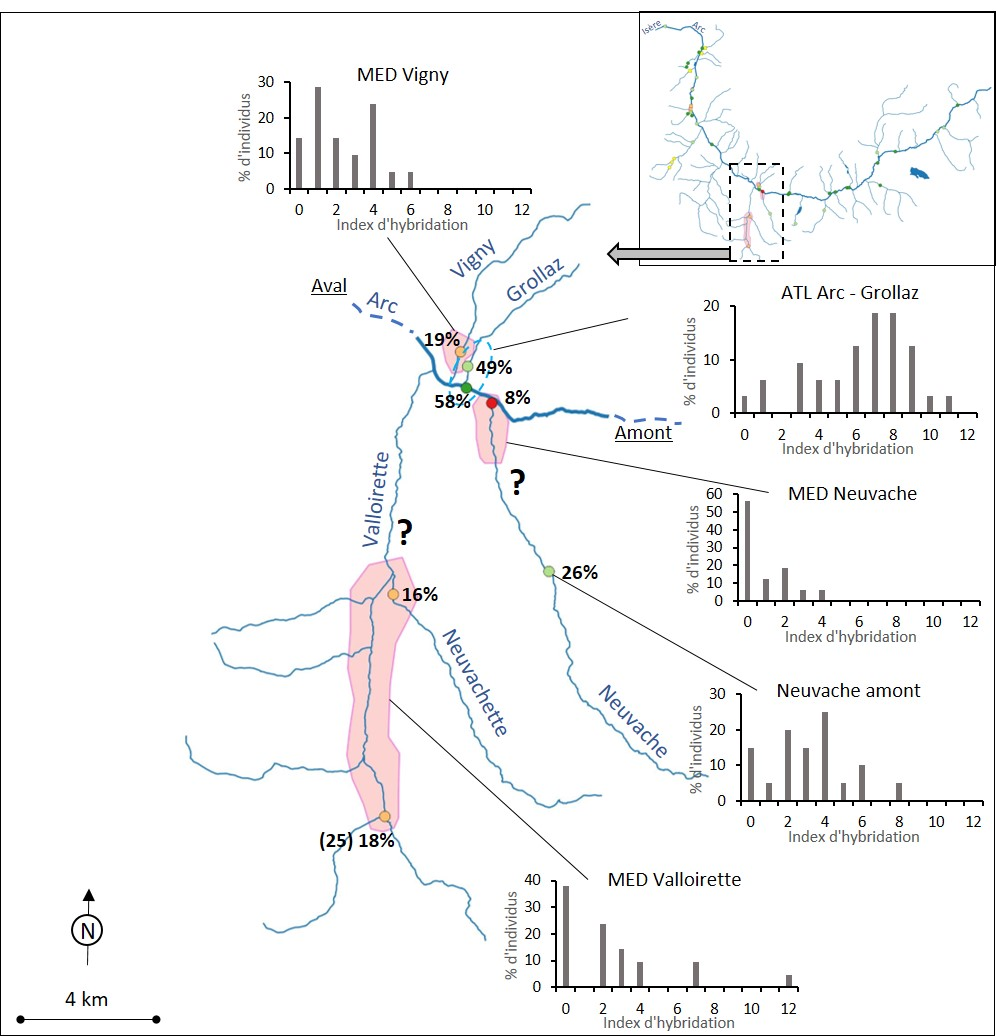 Isère
Arc
MED Vigny
% d'individus
30
20
10
0
0 2 4 6 8 10 12
Index d'hybridation
Vigny
Grollaz
Aval
Arc
19%
49%
58%
8%
Amont
ATL Arc - Grollaz
% d'individus
20
10
0
0 2 4 6 8 10 12
Index d'hybridation
MED Neuvache
% d'individus
60
50
40
30
20
10
0
0 2 4 6 8 10 12
Index d'hybridation
?
Valloirette
?
26%
16%
Neuvachette
Neuvache
Neuvache amont
% d'individus
30
20
10
0
0 2 4 6 8 10 12
Index d'hybridation
(25) 18%
MED Valloirette
% d'individus
40
30
20
10
0
0 2 4 6 8 10 12
Index d'hybridation
N
4 km